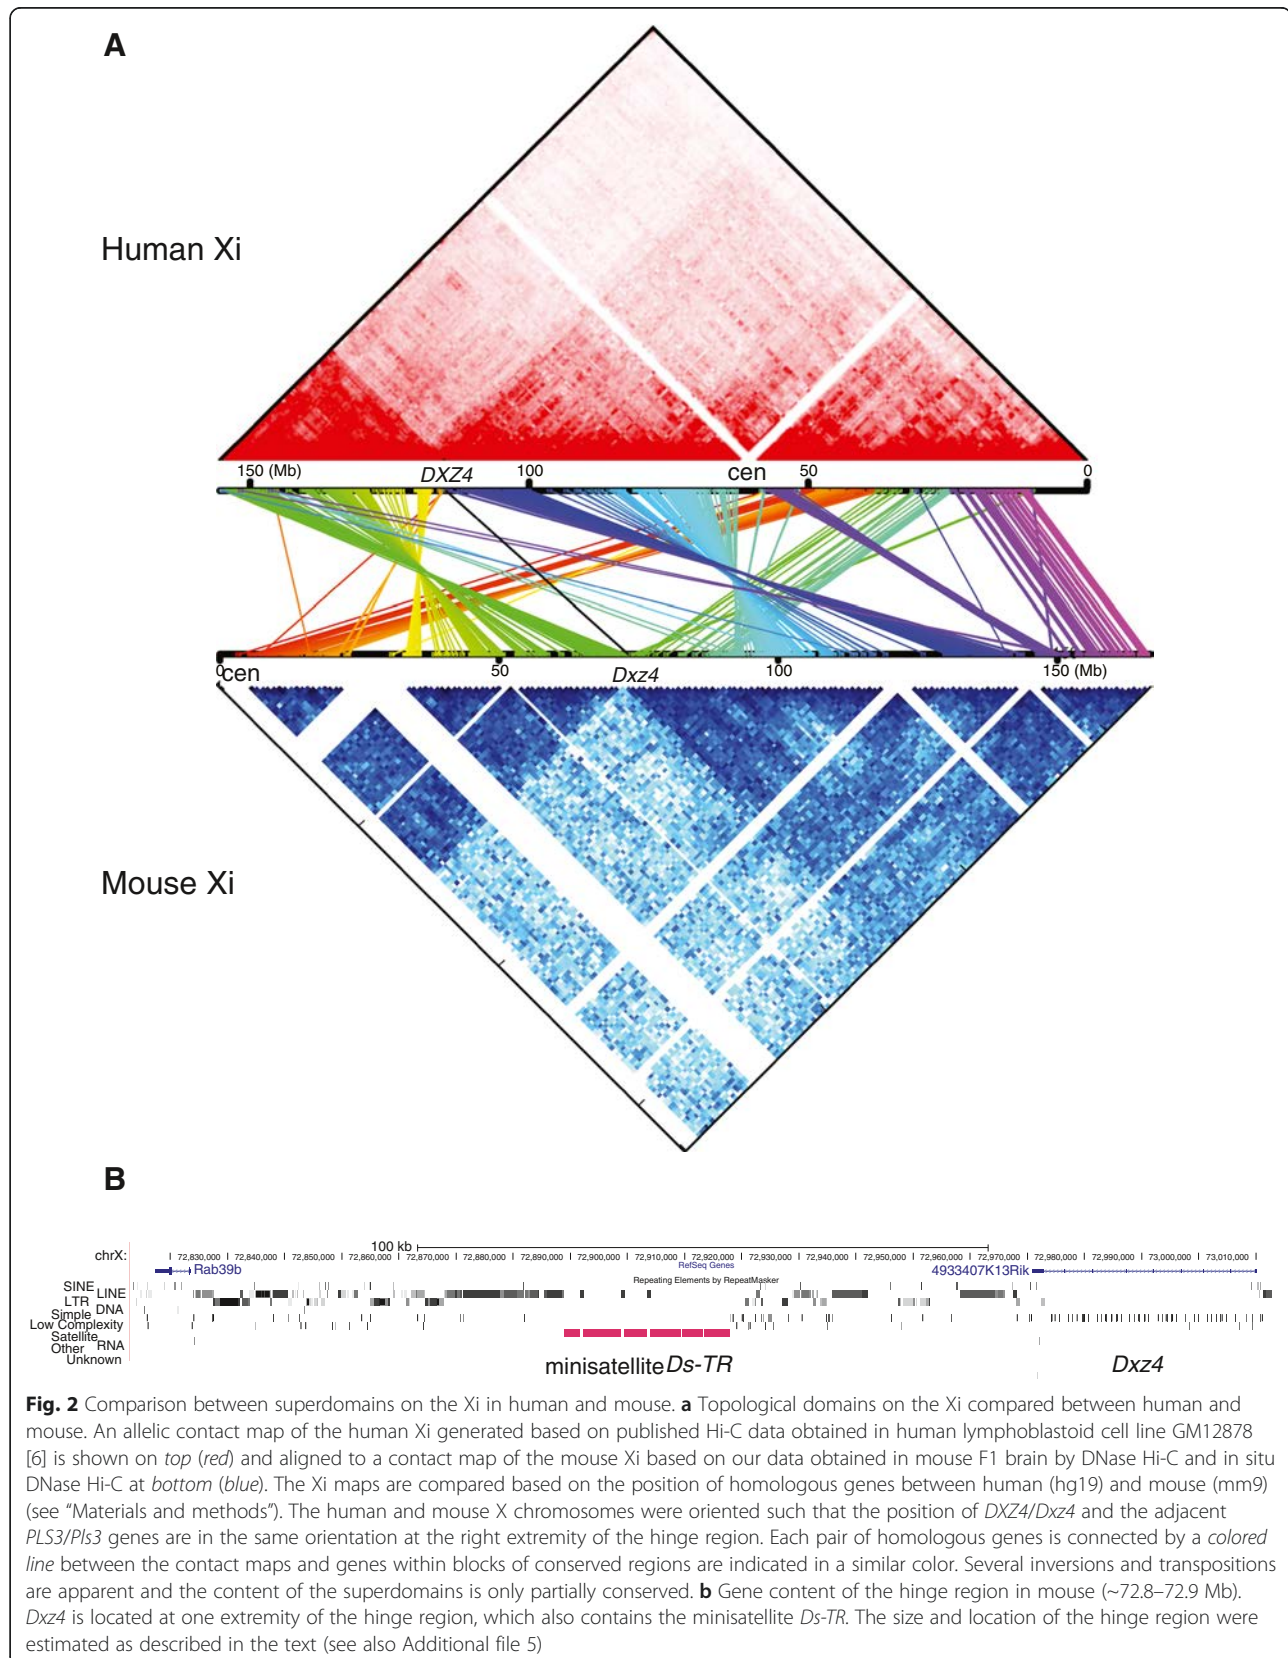 A
Human Xi
150 (Mb) DXZ4 100 cen 50 0
0 cen 50 Dxz4 100 150 (Mb)
Mouse Xi
B
100 kb
chrX: 72,830,000 72,840,000 72,850,000 72,860,000 72,870,000 72,880,000 72,890,000 72,900,000 72,910,000 72,920,000 72,930,000 72,940,000 72,950,000 72,960,000 72,970,000 72,980,000 72,990,000 73,000,000 73,010,000
RefSeq Genes
Rab39b 4933407K13Rik
Repeating Elements by RepeatMasker
SINE
LINE
LTR
DNA
Simple
Low Complexity
Satellite
RNA
Other
Unknown
minisatellite Ds-TR Dxz4
Fig. 2 Comparison between superdomains on the Xi in human and mouse. a Topological domains on the Xi compared between human and
mouse. An allelic contact map of the human Xi generated based on published Hi-C data obtained in human lymphoblastoid cell line GM12878
[6] is shown on top (red) and aligned to a contact map of the mouse Xi based on our data obtained in mouse F1 brain by DNase Hi-C and in situ
DNase Hi-C at bottom (blue). The Xi maps are compared based on the position of homologous genes between human (hg19) and mouse (mm9)
(see “Materials and methods”). The human and mouse X chromosomes were oriented such that the position of DXZ4/Dxz4 and the adjacent
PLS3/Pls3 genes are in the same orientation at the right extremity of the hinge region. Each pair of homologous genes is connected by a colored
line between the contact maps and genes within blocks of conserved regions are indicated in a similar color. Several inversions and transpositions
are apparent and the content of the superdomains is only partially conserved. b Gene content of the hinge region in mouse (~72.8–72.9 Mb).
Dxz4 is located at one extremity of the hinge region, which also contains the minisatellite Ds-TR. The size and location of the hinge region were
estimated as described in the text (see also Additional file 5)